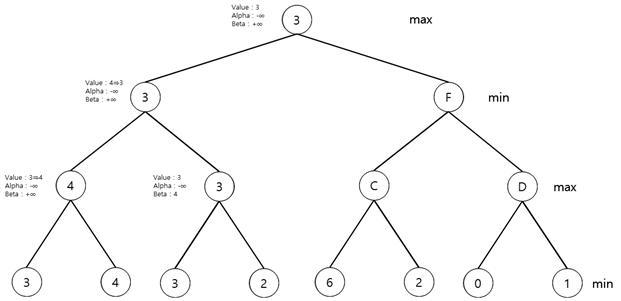 Value : 3
Alpha : -∞
Beta : +∞
3
max
Value : 4⇒3
Alpha : -∞
Beta : +∞
3
F
min
Value : 3⇒4
Alpha : -∞
Beta : +∞
4
Value : 3
Alpha : -∞
Beta : 4
3
C
D
max
3
4
3
2
6
2
0
1
min